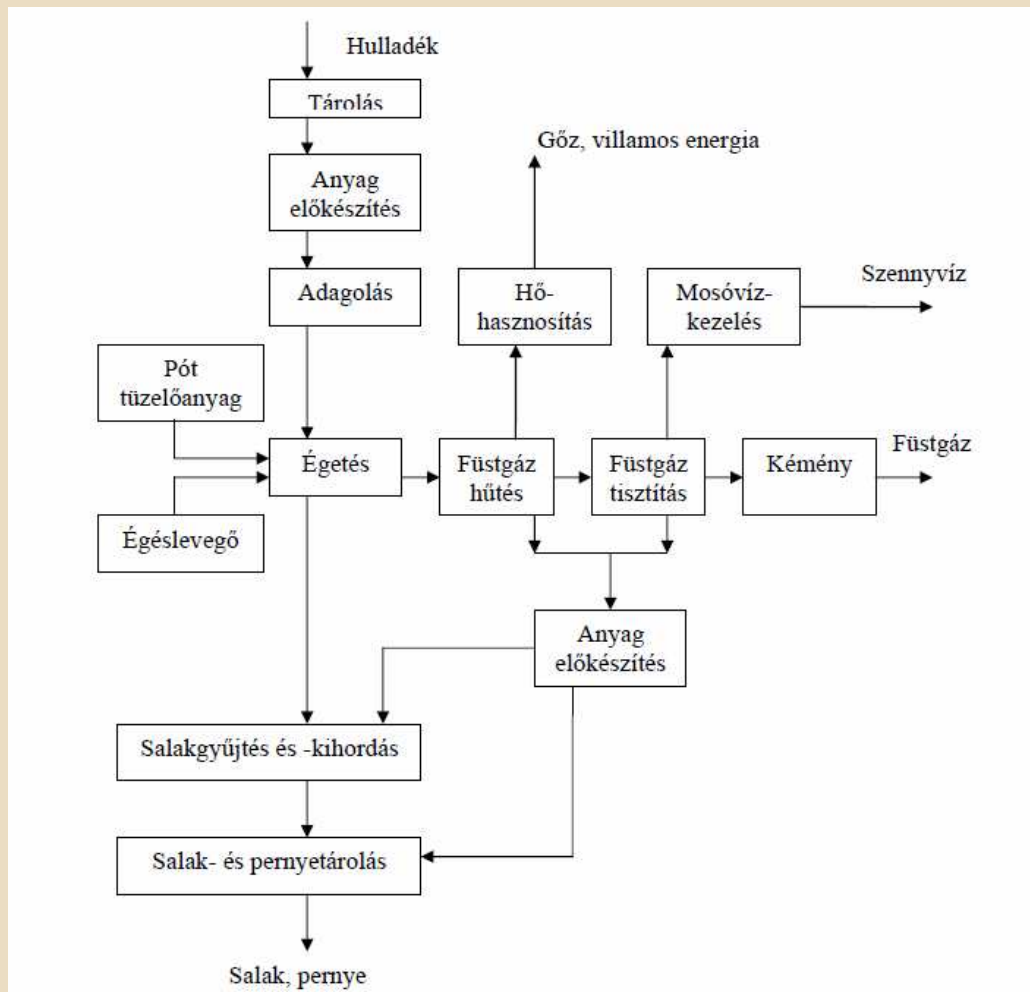 Hulladék
Tárolás
Anyag
előkészítés
Adagolás
Gőz, villamos energia
Hő-
hasznosítás
Mosóvíz-
kezelés
Szennyvíz
Pót
tüzelőanyag
Égéslevegő
Égetés
Füstgáz
hűtés
Füstgáz
tisztítás
Kémény
Füstgáz
Anyag
előkészítés
Salakgyűjtés és -kihordás
Salak- és pernyetárolás
Salak, pernye